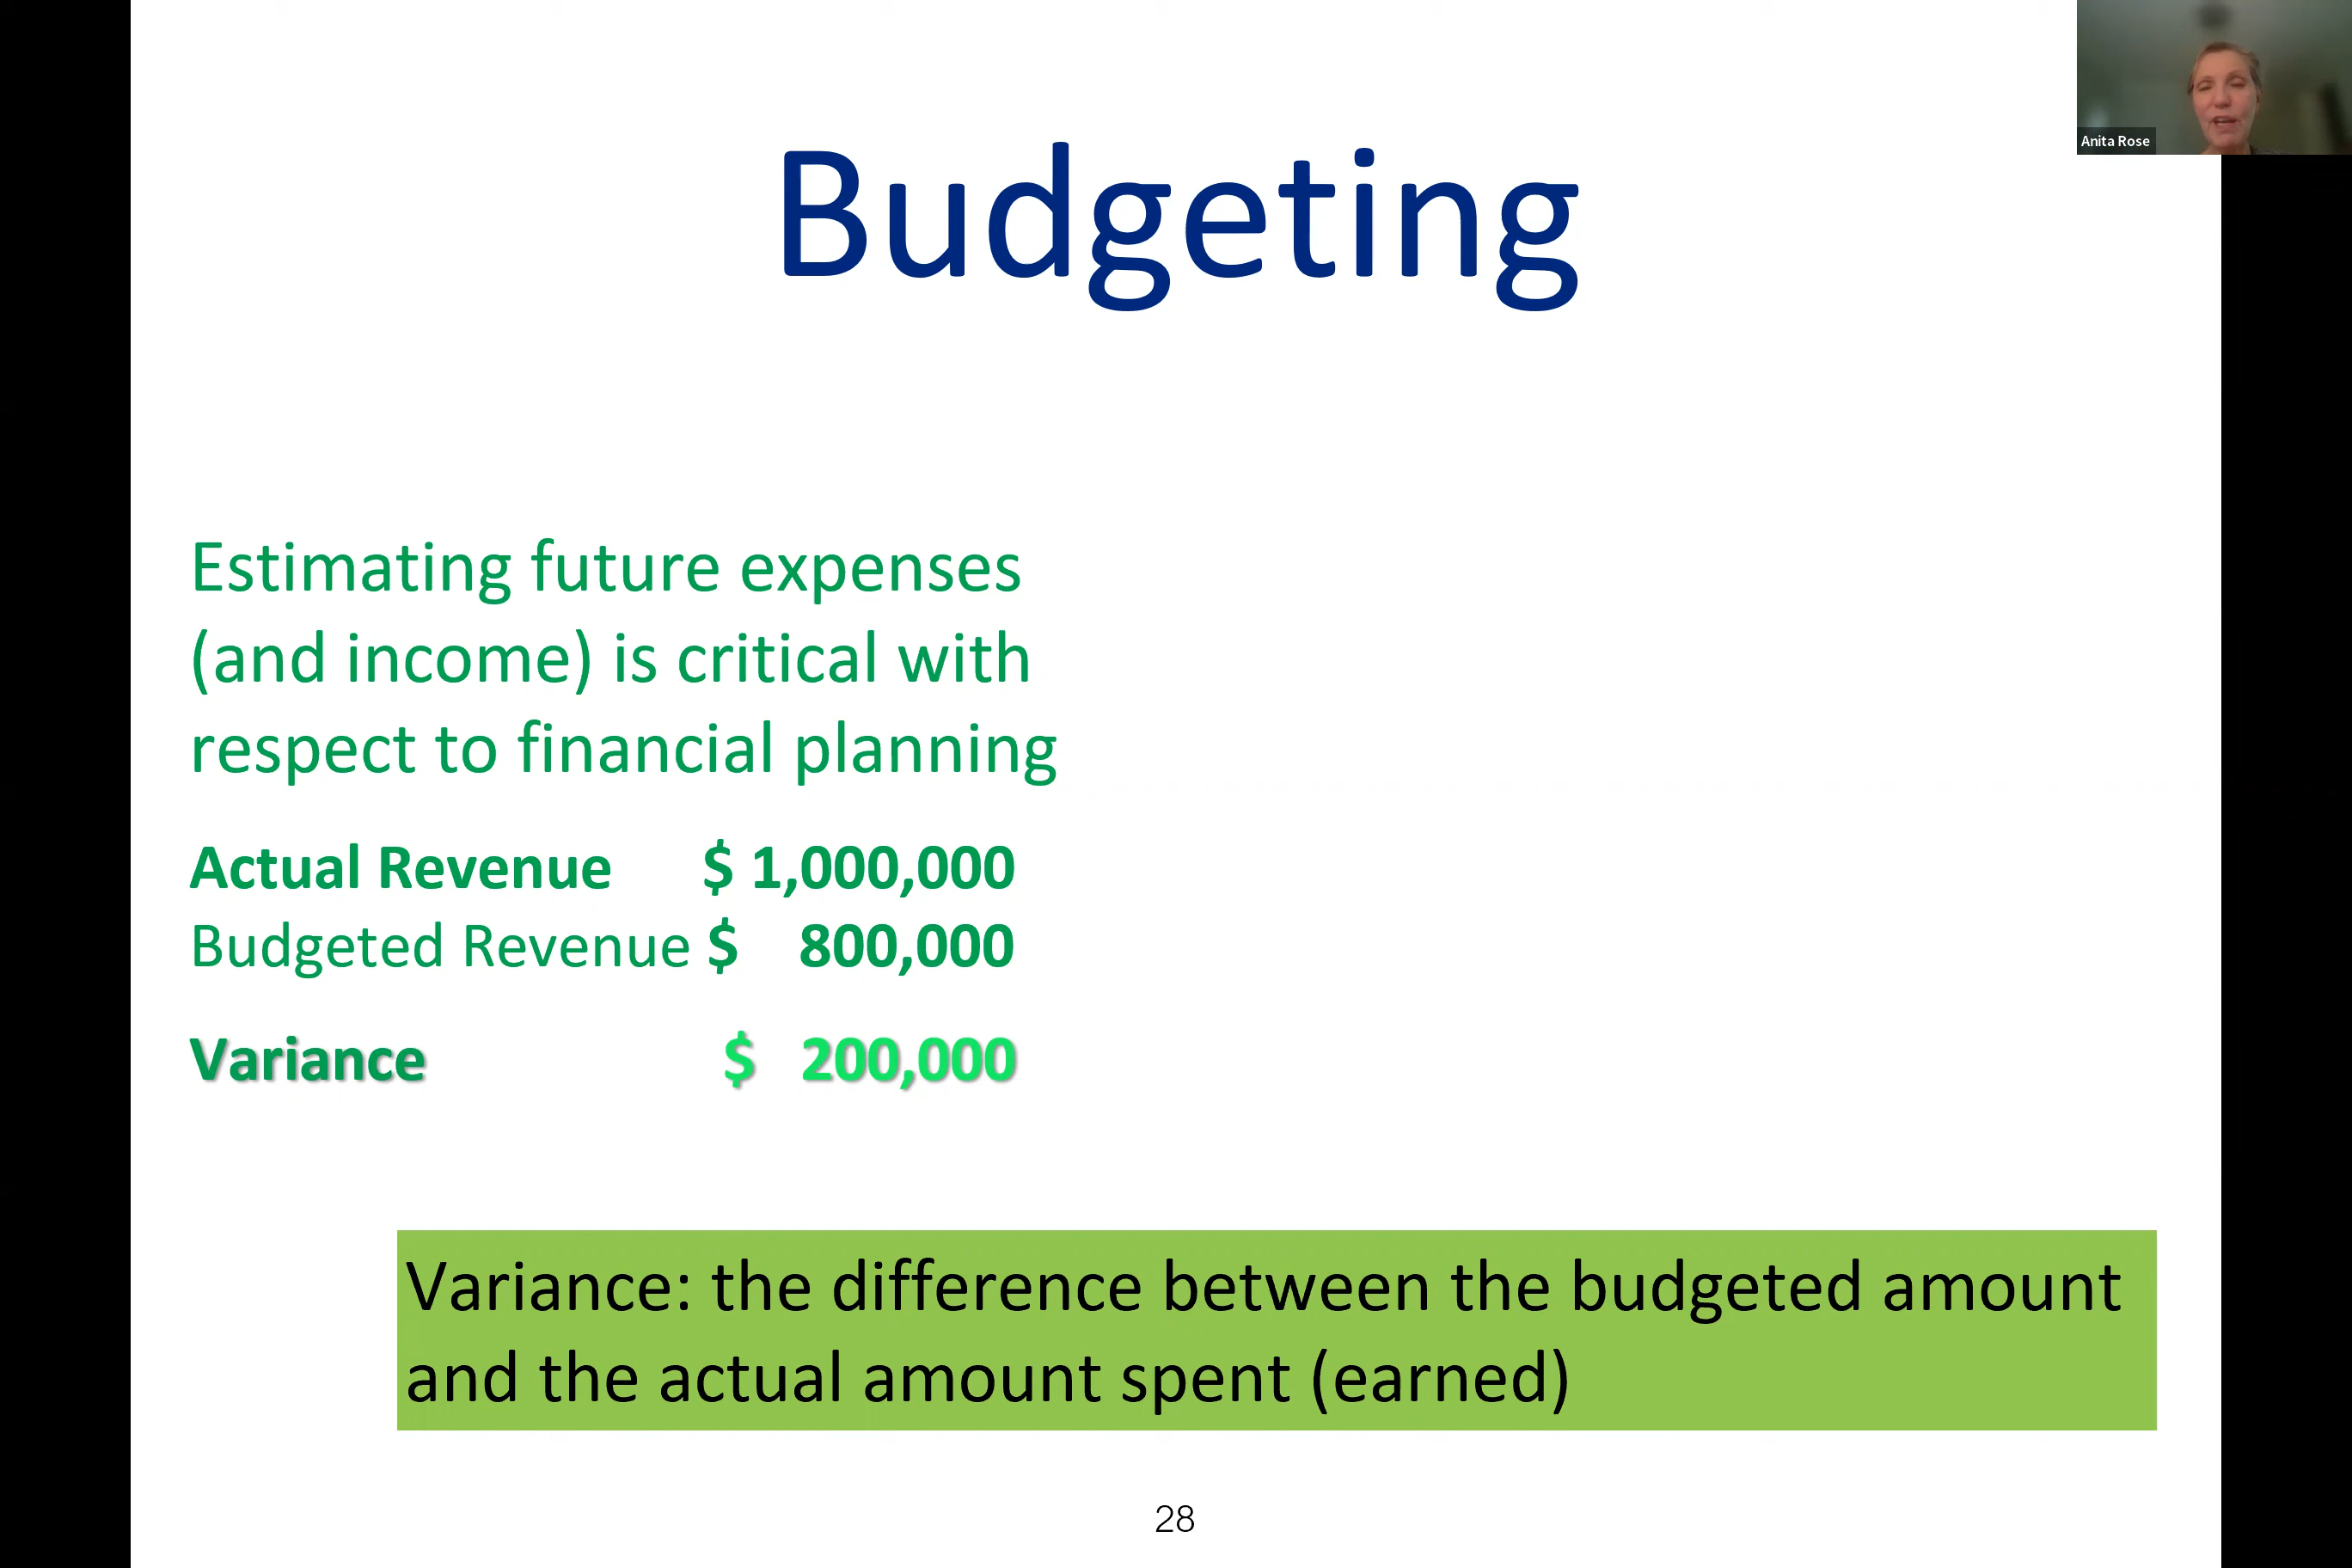 Anita Rose
Budgeting
Estimating future expenses
(and income) is critical with
respect to financial planning
Actual Revenue $ 1,000,000
Budgeted Revenue $ 800,000
Variance $ 200,000
Variance: the difference between the budgeted amount
and the actual amount spent (earned)
28